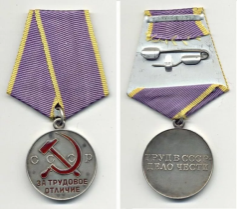 СССР
ЗА ТРУДОВОЕ
ОТЛИЧИЕ
ТРУД В СССР
ДЕЛО ЧЕСТИ